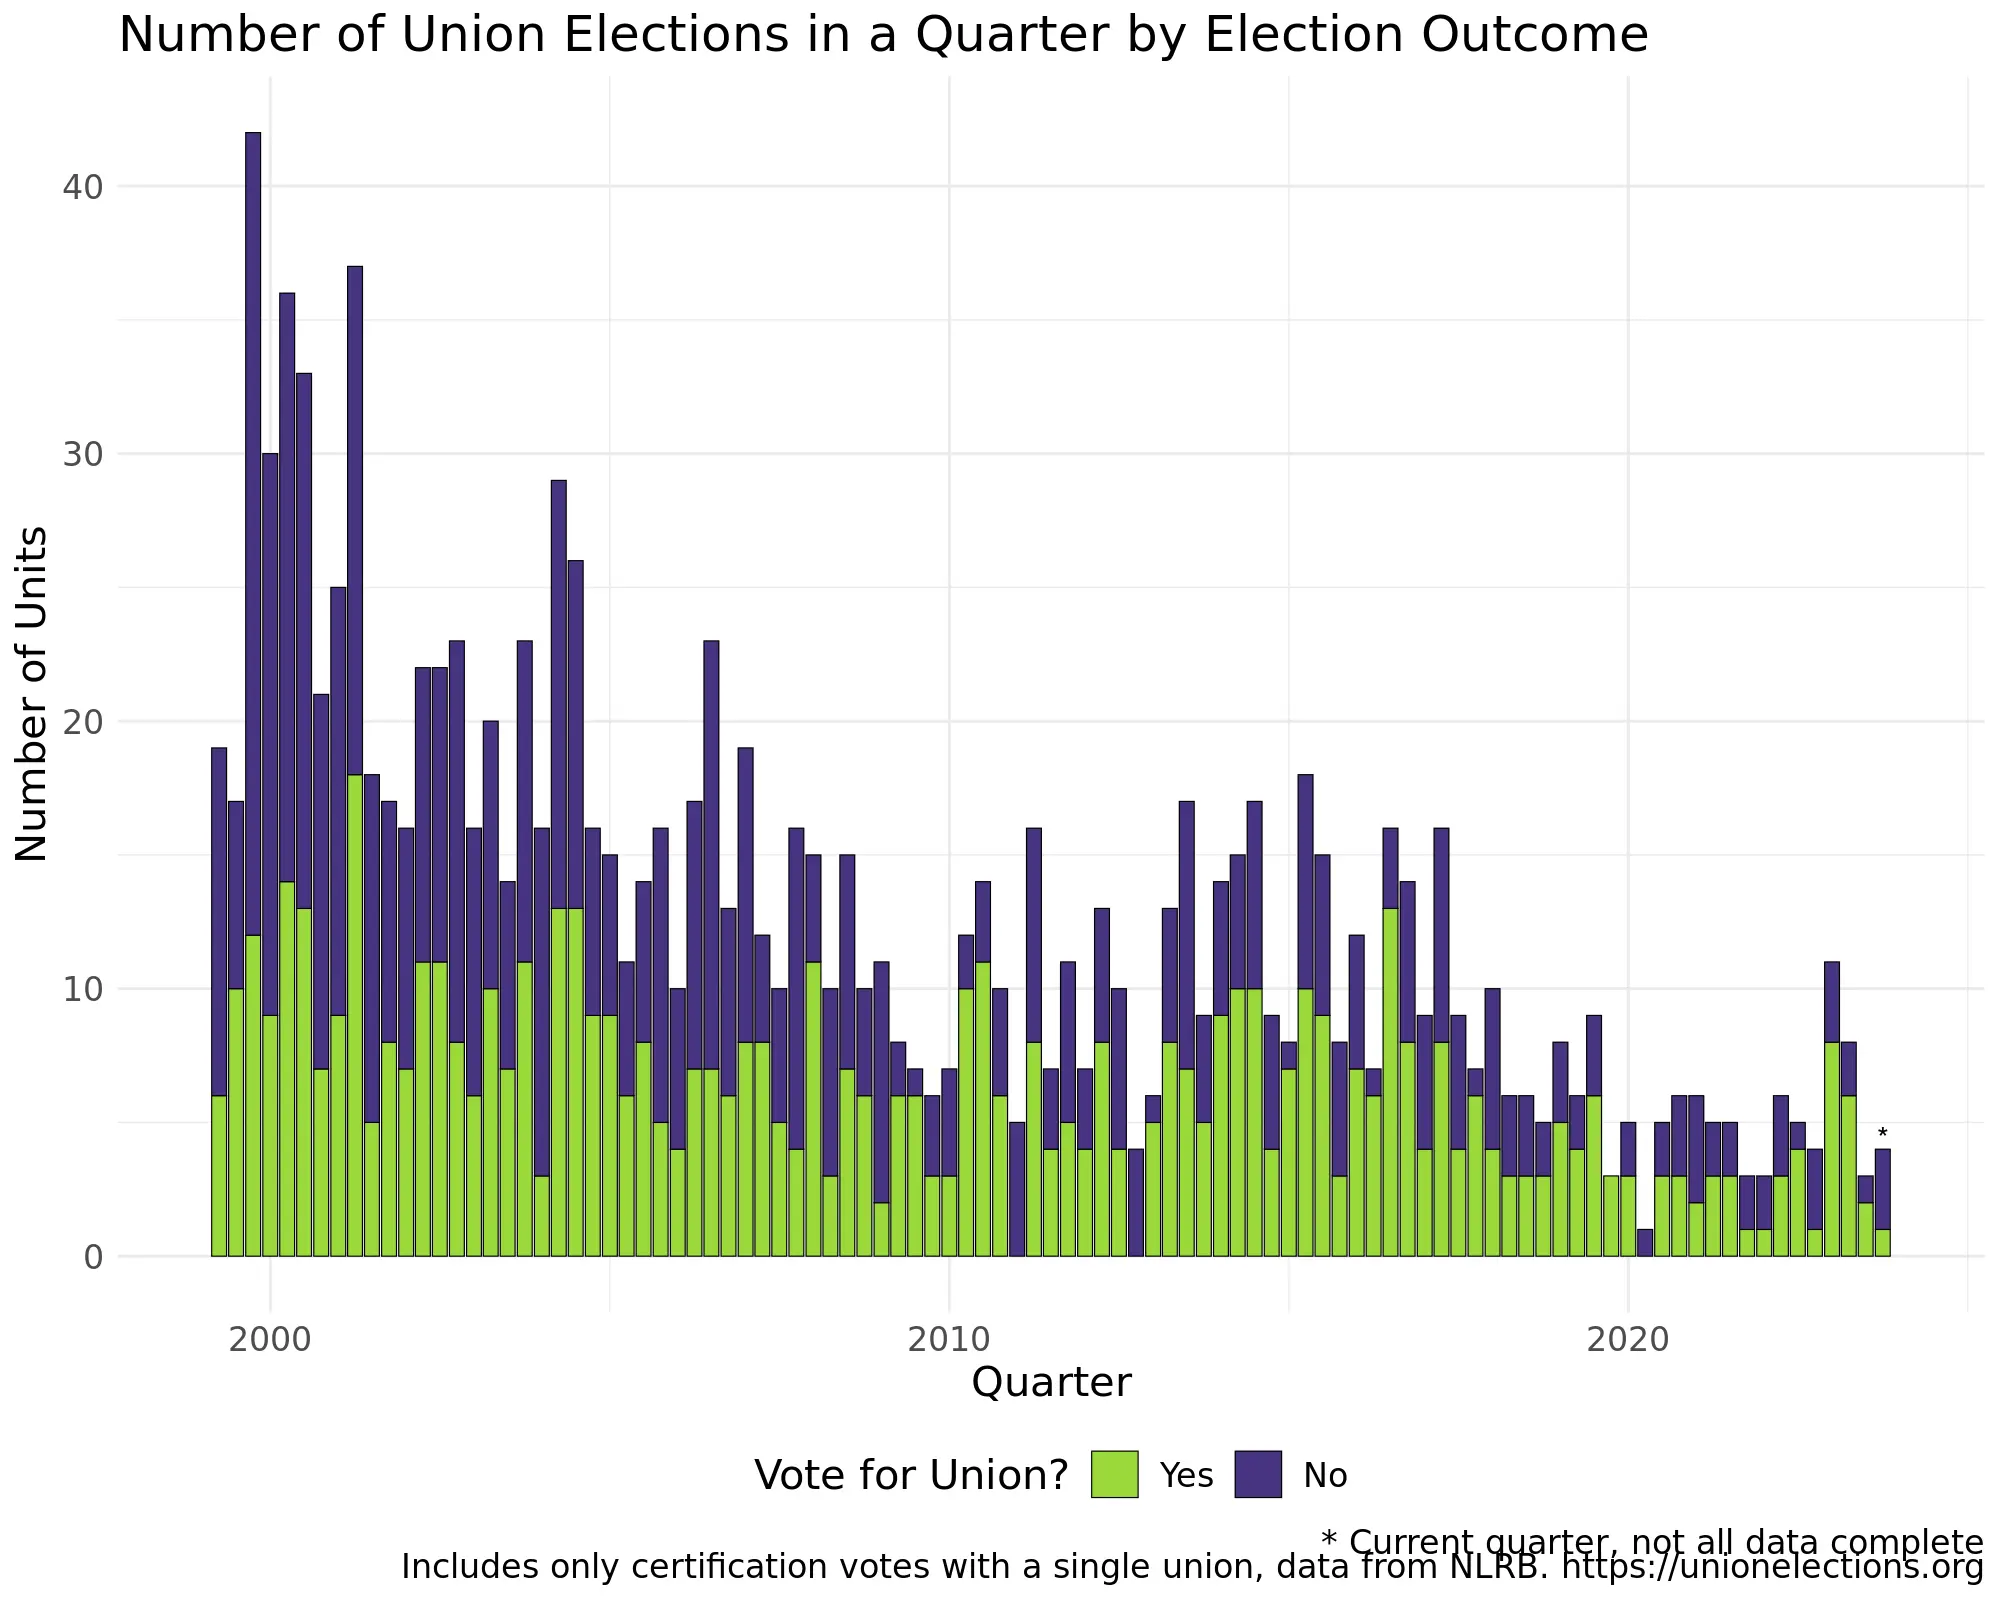 Number of Union Elections in a Quarter by Election Outcome
Number of Units
40
30
20
10
0
*
2000
2010
2020
Quarter
Vote for Union?
Yes
No
* Current quarter, not all data complete
Includes only certification votes with a single union, data from NLRB. https://unionelections.org